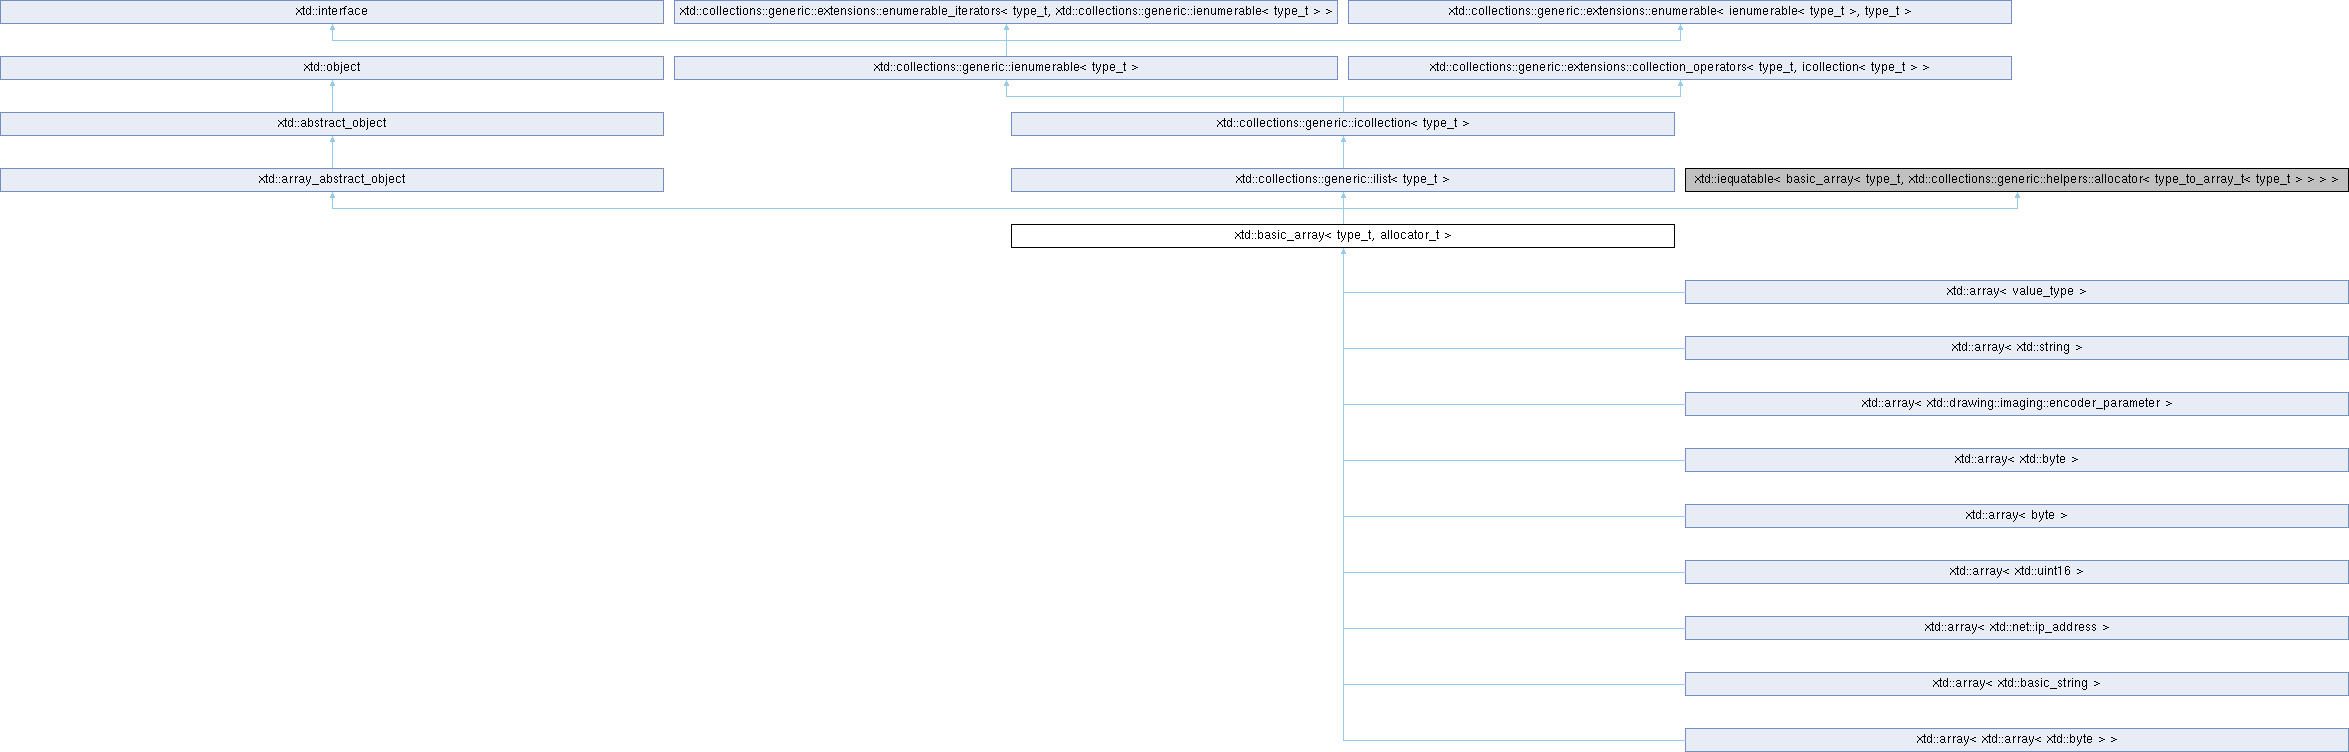 xtd::interface
xtd::collections::generic::extensions::enumerable_iterators< type_t, xtd::collections::generic::ienumerable< type_t > >
xtd::collections::generic::extensions::enumerable< ienumerable< type_t >, type_t >
xtd::object
xtd::collections::generic::ienumerable< type_t >
xtd::collections::generic::extensions::collection_operators< type_t, icollection< type_t > >
xtd::abstract_object
xtd::collections::generic::icollection< type_t >
xtd::array_abstract_object
xtd::collections::generic::ilist< type_t >
xtd::iequatable< basic_array< type_t, xtd::collections::generic::helpers::allocator< type_to_array_t< type_t > > > >
xtd::basic_array< type_t, allocator_t >
xtd::array< value_type >
xtd::array< xtd::string >
xtd::array< xtd::drawing::imaging::encoder_parameter >
xtd::array< xtd::byte >
xtd::array< byte >
xtd::array< xtd::uint16 >
xtd::array< xtd::net::ip_address >
xtd::array< xtd::basic_string >
xtd::array< xtd::array< xtd::byte > >